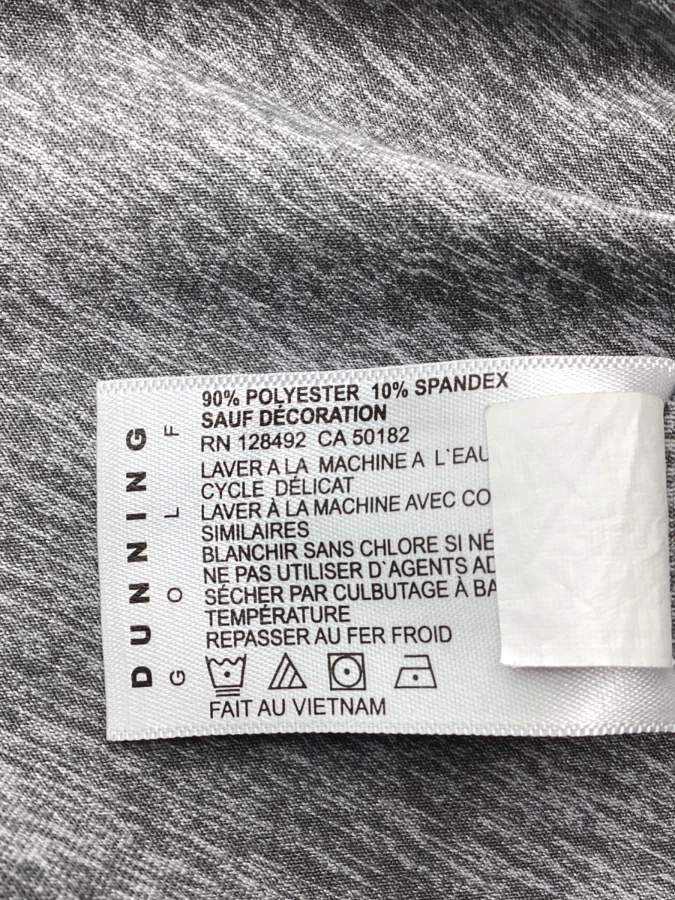 DUNNING
GOLF
90% POLYESTER 10% SPANDEX
SAUF DÉCORATION
RN 128492 CA 50182
LAVER A LA MACHINE A L`EAU
CYCLE DÉLICAT
LAVER À LA MACHINE AVEC CO
SIMILAIRES
BLANCHIR SANS CHLORE SI NÉ
NE PAS UTILISER D`AGENTS AD
SÉCHER PAR CULBUTAGE À BA
TEMPÉRATURE
REPASSER AU FER FROID
FAIT AU VIETNAM